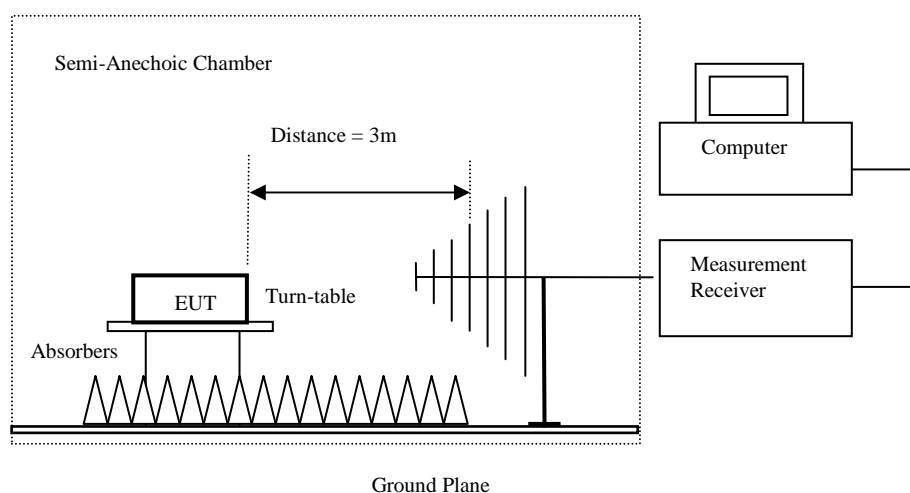 Semi-Anechoic Chamber
Distance = 3m
Computer
Measurement
Receiver
EUT
Turn-table
Absorbers
Ground Plane